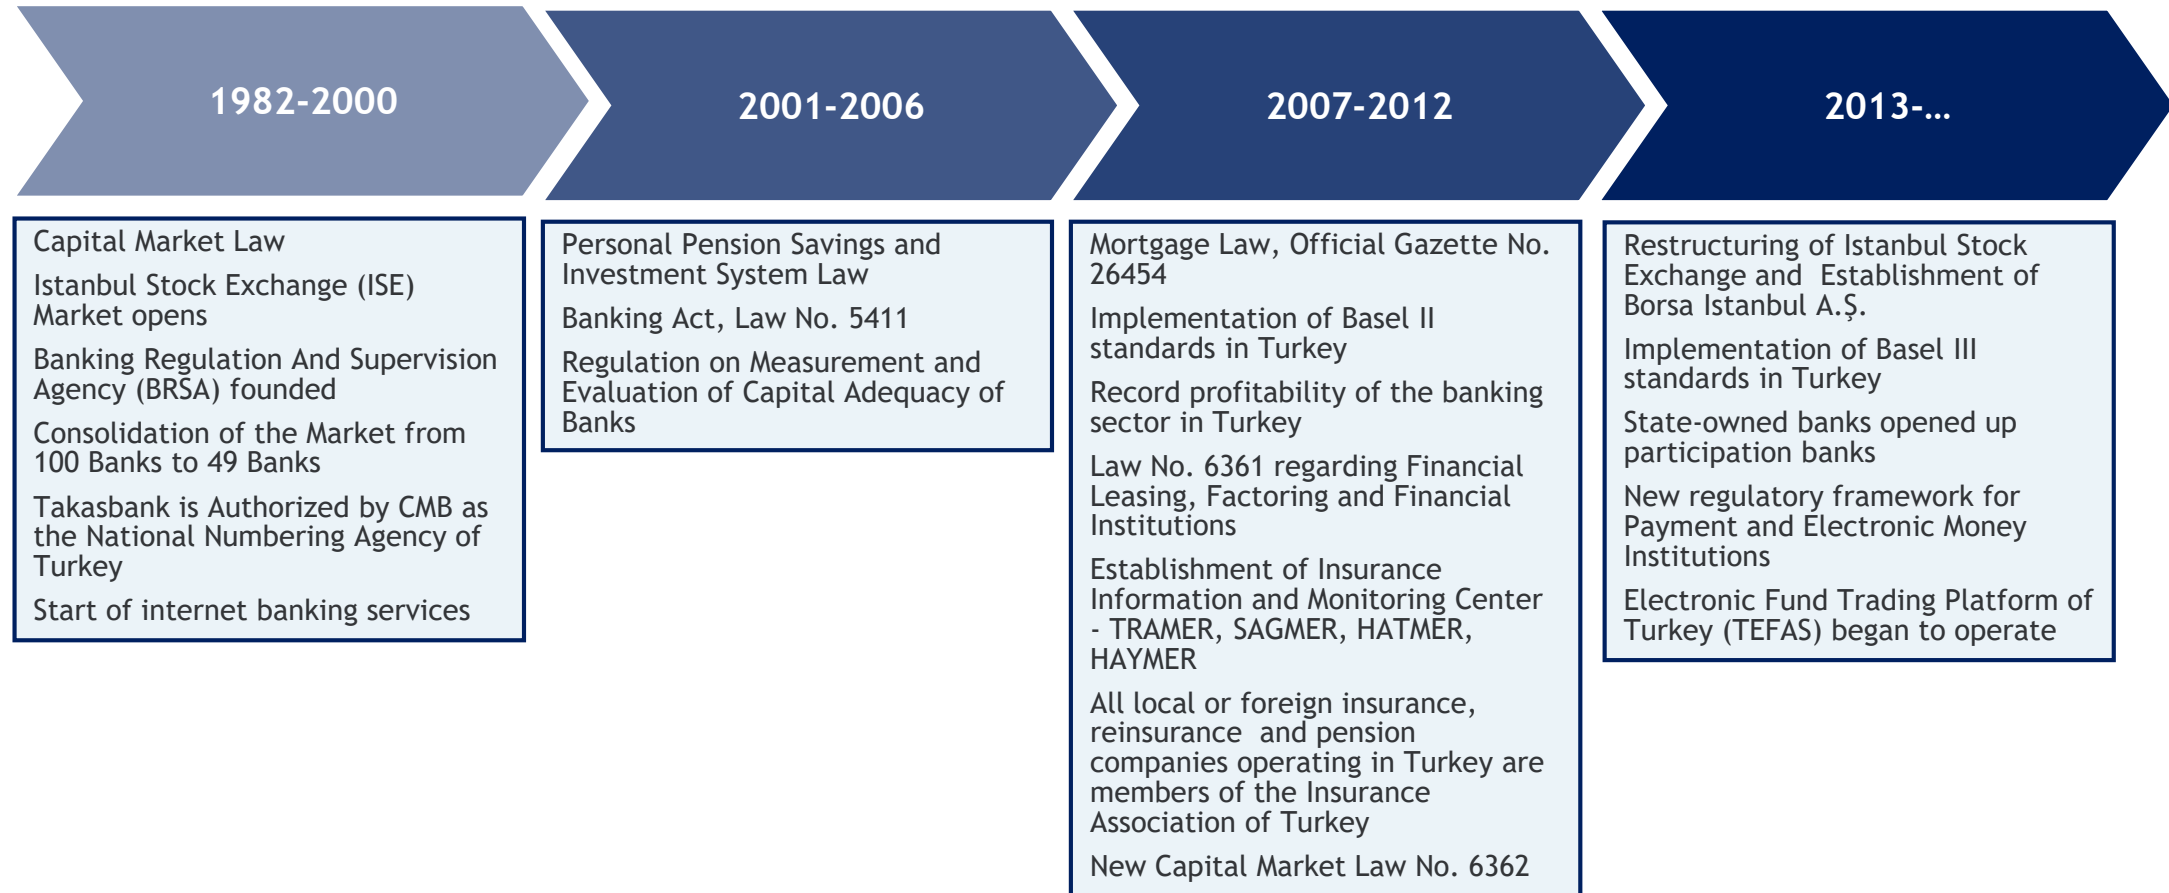 1982-2000
Capital Market Law
Istanbul Stock Exchange (ISE)
Market opens
Banking Regulation And Supervision
Agency (BRSA) founded
Consolidation of the Market from
100 Banks to 49 Banks
Takasbank is Authorized by CMB as
the National Numbering Agency of
Turkey
Start of internet banking services
2001-2006
Personal Pension Savings and
Investment System Law
Banking Act, Law No. 5411
Regulation on Measurement and
Evaluation of Capital Adequacy of
Banks
2007-2012
Mortgage Law, Official Gazette No.
26454
Implementation of Basel II
standards in Turkey
Record profitability of the banking
sector in Turkey
Law No. 6361 regarding Financial
Leasing, Factoring and Financial
Institutions
Establishment of Insurance
Information and Monitoring Center
- TRAMER, SAGMER, HATMER,
HAYMER
All local or foreign insurance,
reinsurance  and pension
companies operating in Turkey are
members of the Insurance
Association of Turkey
New Capital Market Law No. 6362
2013-…
Restructuring of Istanbul Stock
Exchange and  Establishment of
Borsa Istanbul A.Ş.
Implementation of Basel III
standards in Turkey
State-owned banks opened up
participation banks
New regulatory framework for
Payment and Electronic Money
Institutions
Electronic Fund Trading Platform of
Turkey (TEFAS) began to operate